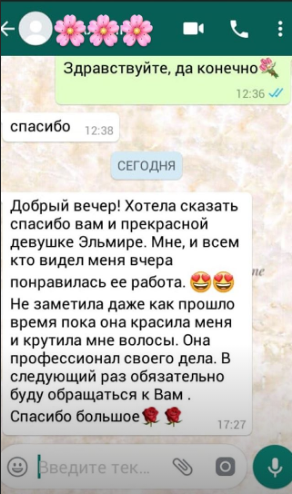 Здравствуйте, да конечно💐
12:36
спасибо 12:38
СЕГОДНЯ
Добрый вечер! Хотела сказать
спасибо вам и прекрасной
девушке Эльмире. Мне, и всем
кто видел меня вчера
понравилась ее работа. 😍😍
Не заметила даже как прошло
время пока она красила меня
и крутила мне волосы. Она
профессионал своего дела. В
следующий раз обязательно
буду обращаться к Вам .
Спасибо большое🌹🌹
17:27
Введите тек...